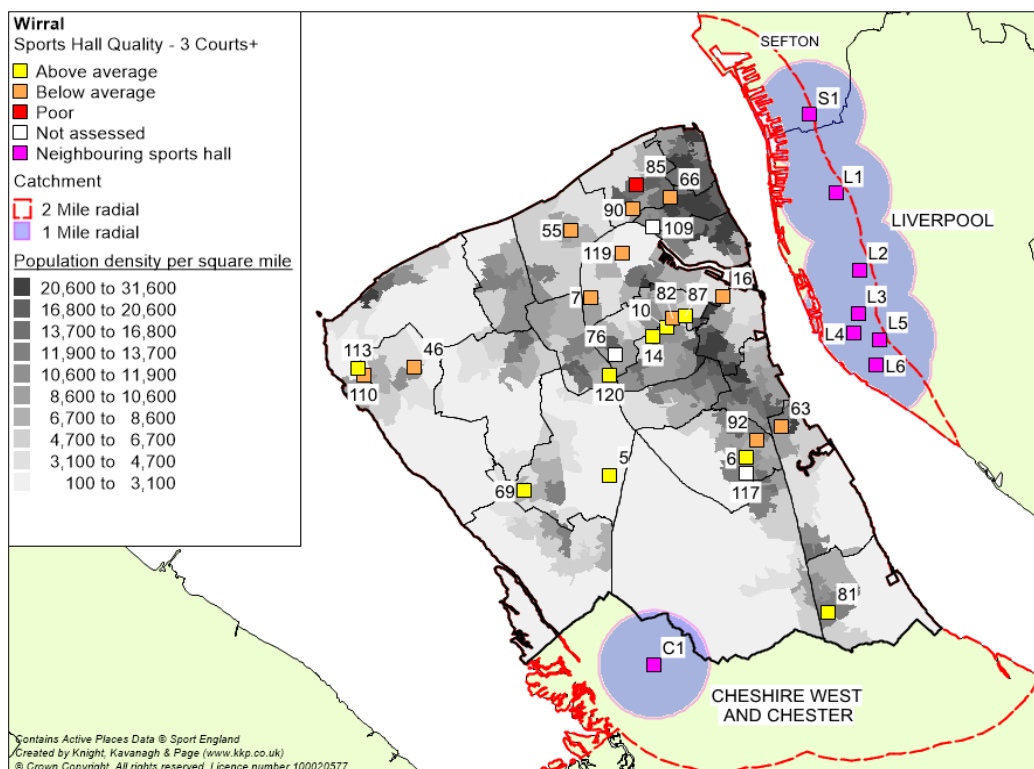 Wirral
Sports Hall Quality - 3 Courts+
Above average
Below average
Poor
Not assessed
Neighbouring sports hall
Catchment
2 Mile radial
1 Mile radial
Population density per square mile
20,600 to 31,600
16,800 to 20,600
13,700 to 16,800
11,900 to 13,700
10,600 to 11,900
8,600 to 10,600
6,700 to 8,600
4,700 to 6,700
3,100 to 4,700
100 to 3,100
SEFTON
S1
L1
LIVERPOOL
L2
L3
L4
L5
L6
85
66
90
109
55
119
7
82
87
16
10
76
14
113
46
110
120
92
63
6
5
117
69
81
C1
CHESHIRE WEST
AND CHESTER
Contains Active Places Data © Sport England
Created by Knight, Kavanagh & Page (www.kkp.co.uk)
© Crown Copyright. All rights reserved. Licence number 100020577